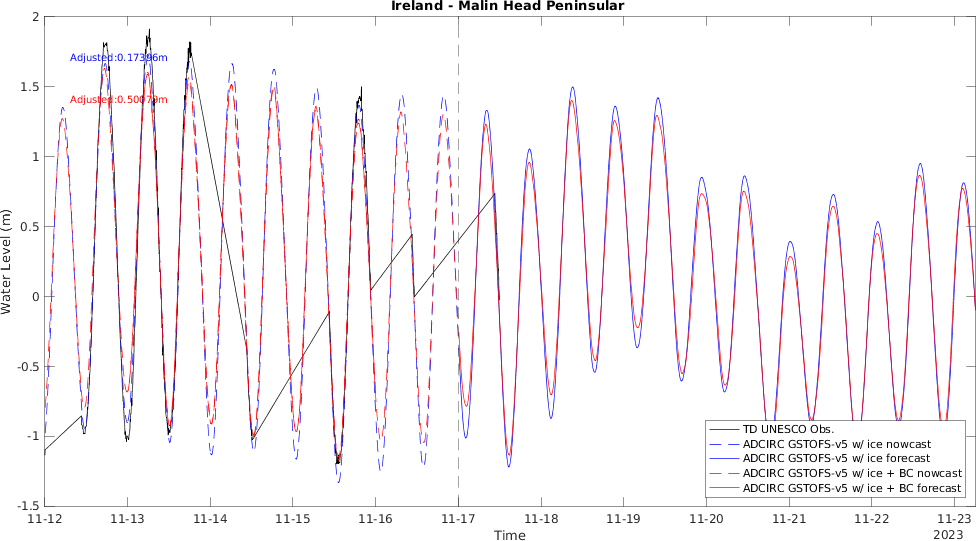 Ireland - Malin Head Peninsular
Water Level (m)
2
1.5
1
0.5
0
-0.5
-1
-1.5
Adjusted:0.17396m
Adjusted:0.50079m
TD UNESCO Obs.
ADCIRC GSTOFS-v5 w/ ice nowcast
ADCIRC GSTOFS-v5 w/ ice forecast
ADCIRC GSTOFS-v5 w/ ice + BC nowcast
ADCIRC GSTOFS-v5 w/ ice + BC forecast
11-12 11-13 11-14 11-15 11-16 11-17 11-18 11-19 11-20 11-21 11-22 11-23
Time
2023